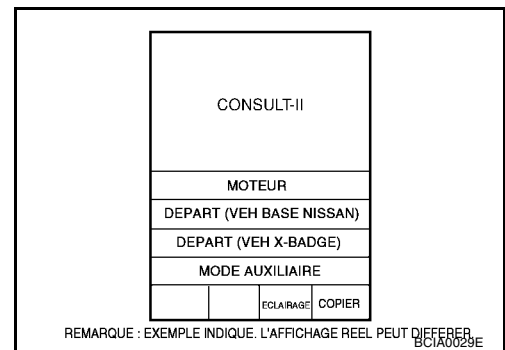 CONSULT-II
MOTEUR
DEPART (VEH BASE NISSAN)
DEPART (VEH X-BADGE)
MODE AUXILIAIRE
ECLAIRAGE COPIER
REMARQUE : EXEMPLE INDIQUE. L'AFFICHAGE REEL PEUT DIFFERER.
BCIA0029E